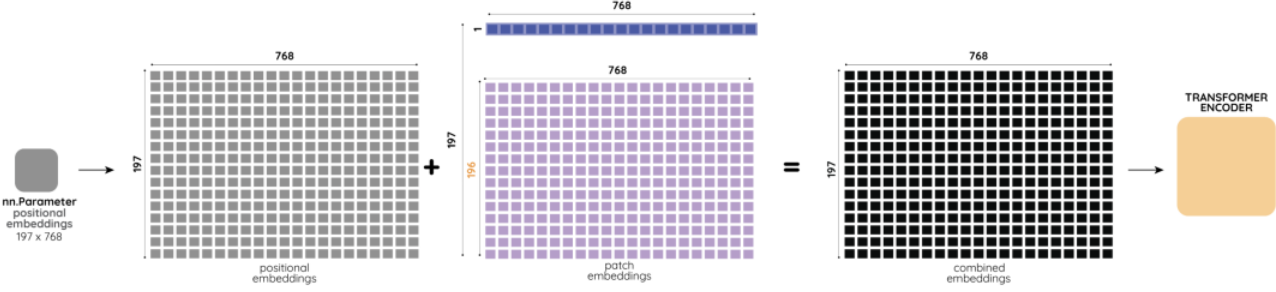 nn.Parameter
positional
embeddings
197 x 768
768
197
positional
embeddings
+
768
1
197
768
196
patch
embeddings
=
768
197
combined
embeddings
TRANSFORMER
ENCODER